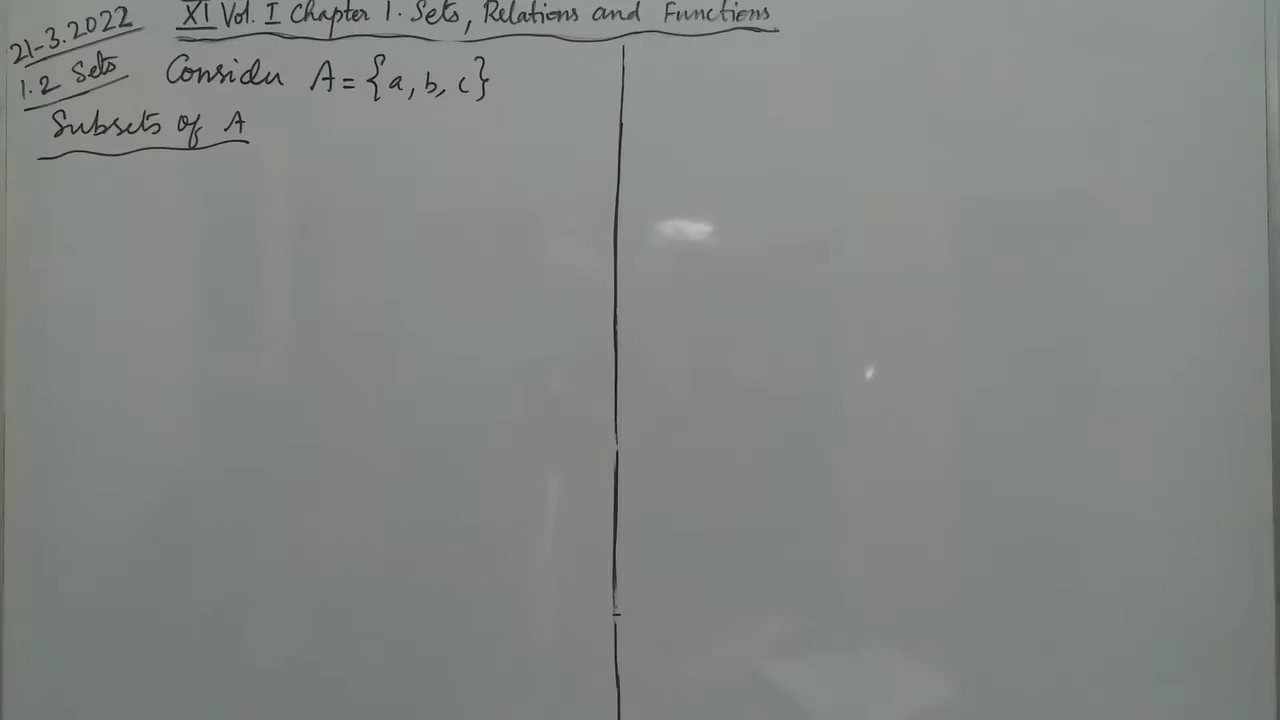 21-3.2022
XI Vol. I Chapter 1. Sets, Relations and Functions
1.2 Sets
Consider A = {a, b, c}
Subsets of A